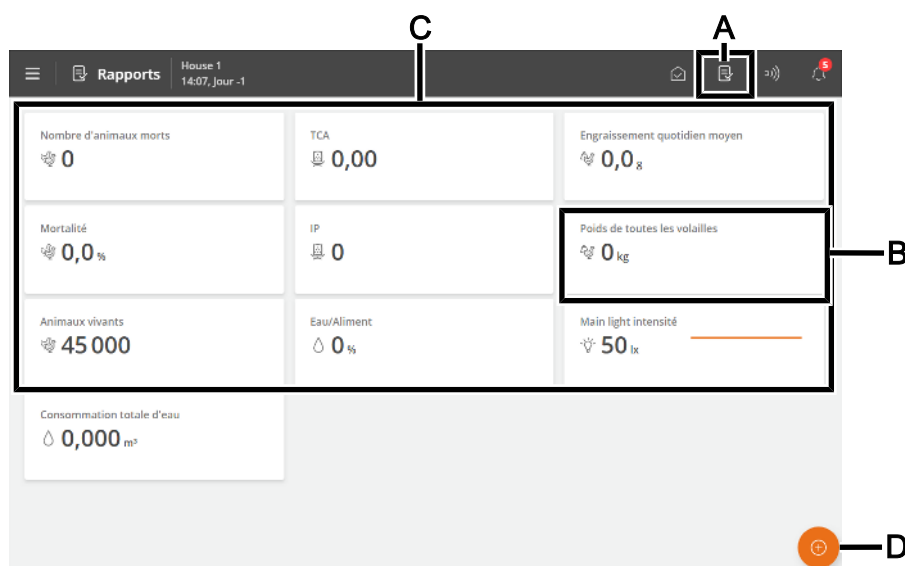 C
A
Rapports
House 1
14:07, Jour -1
5
Nombre d'animaux morts
0
TCA
0,00
Engraissement quotidien moyen
0,0 g
Mortalité
0,0 %
IP
0
Poids de toutes les volailles
0 kg
B
Animaux vivants
45 000
Eau/Aliment
0 %
Main light intensité
50 lx
Consommation totale d'eau
0,000 m³
D